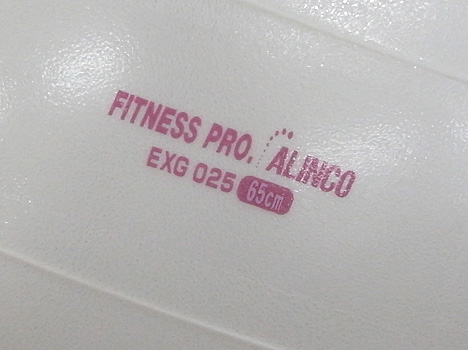 FITNESS PRO. ALINCO
EXG 025 65cm